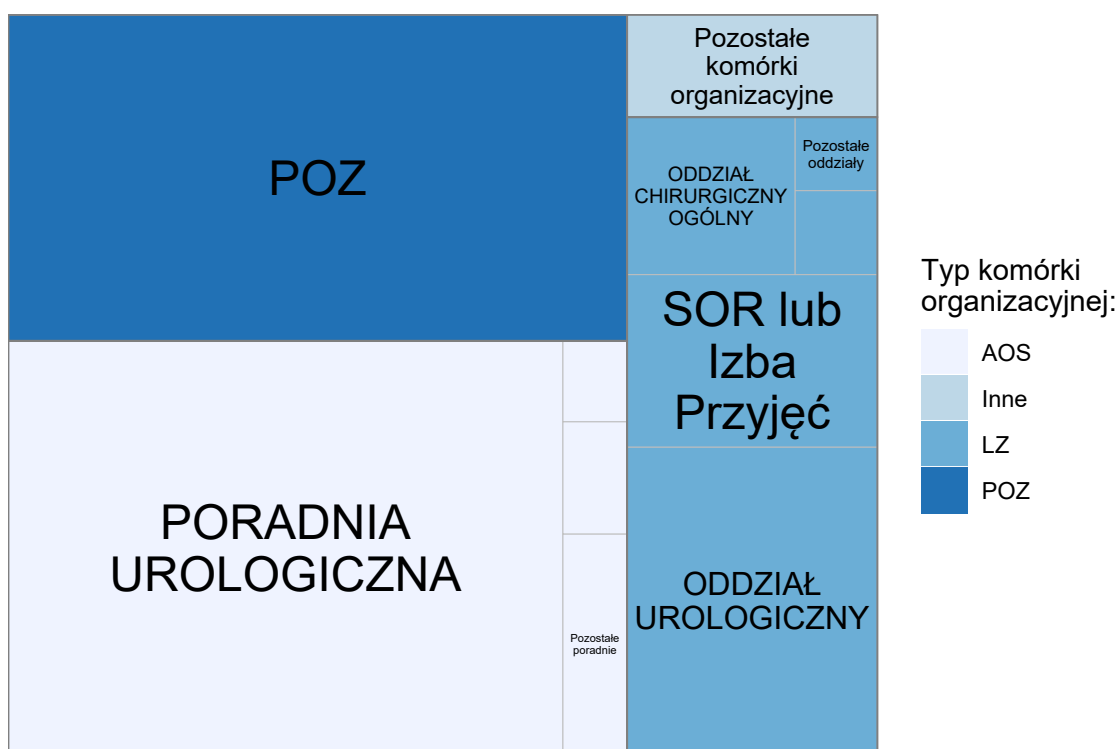 POZ
Pozostałe
komórki
organizacyjne
ODDZIAŁ
CHIRURGICZNY
OGÓLNY
Pozostałe
oddziały
SOR lub
Izba
Przyjęć
PORADNIA
UROLOGICZNA
Pozostałe
poradnie
ODDZIAŁ
UROLOGICZNY
Typ komórki
organizacyjnej:
AOS
Inne
LZ
POZ